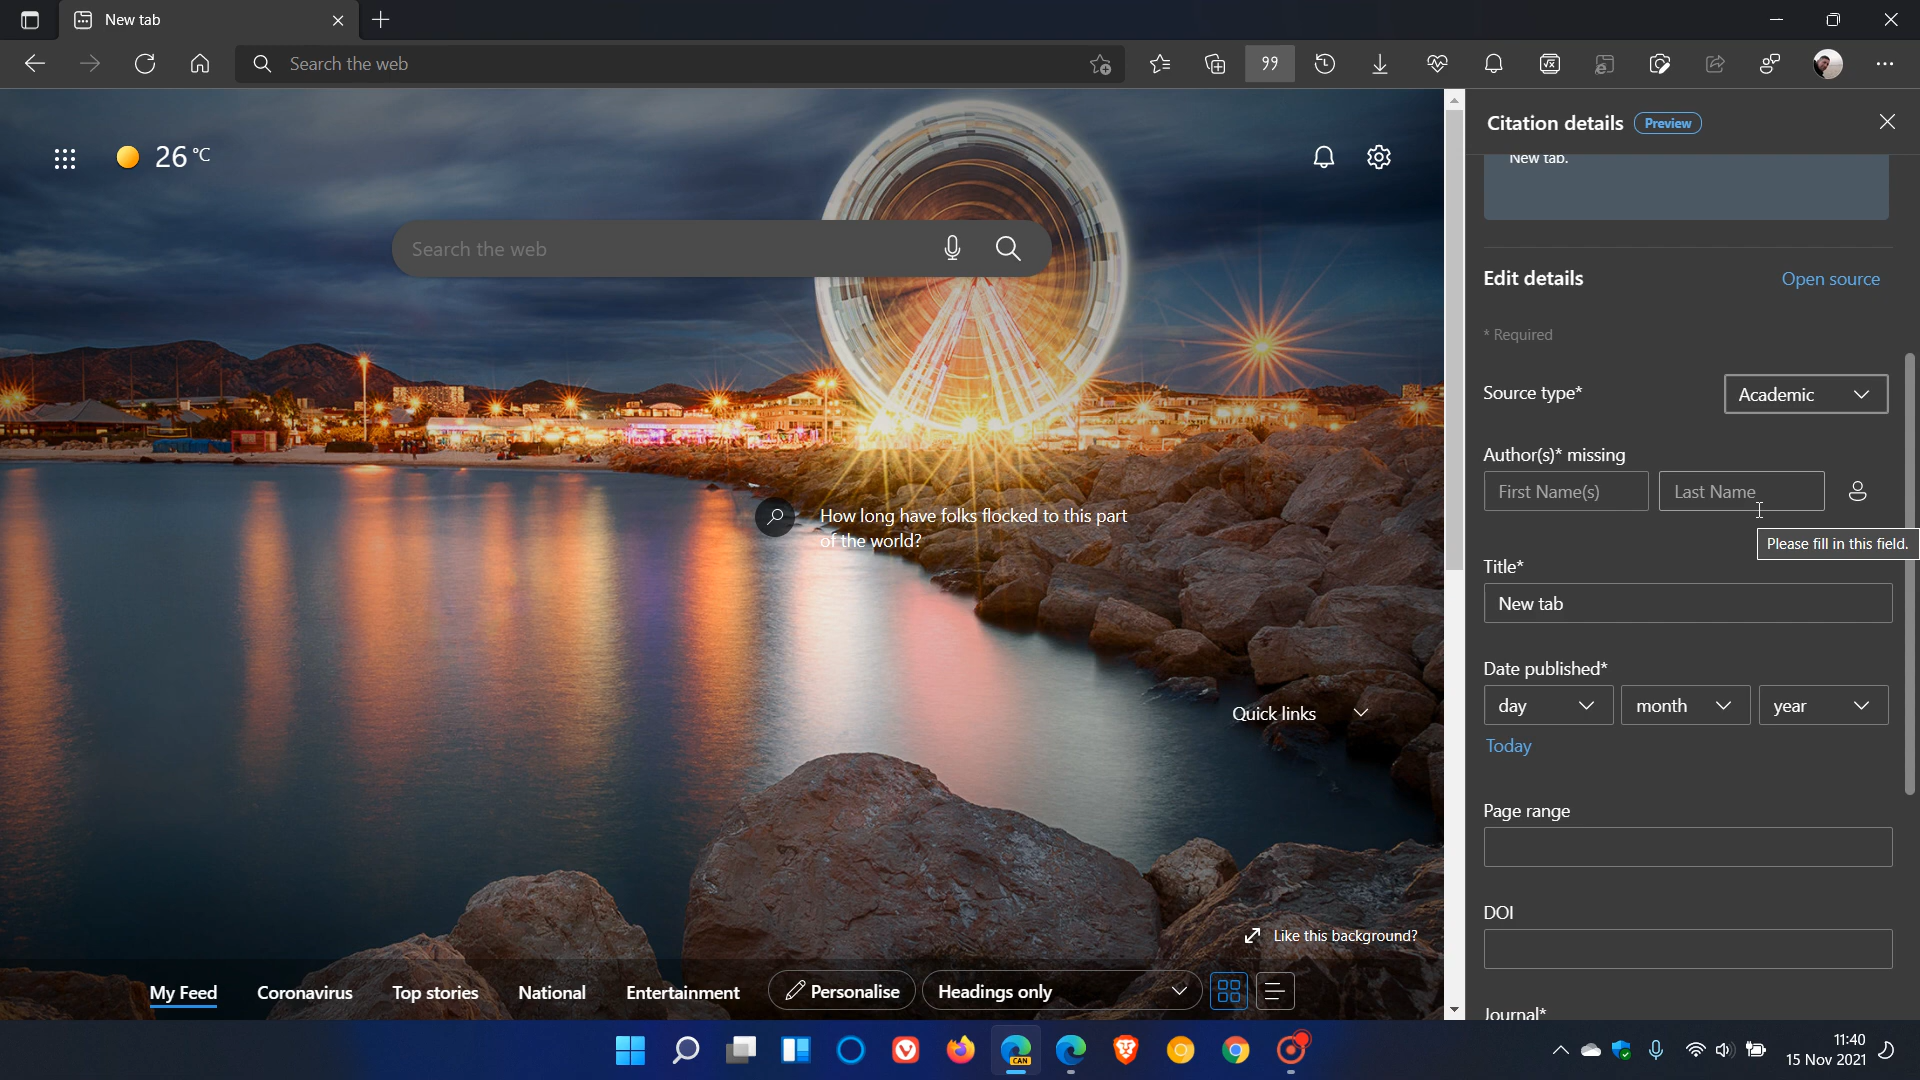 New tab
Search the web
99
Citation details
Preview
26 °C
New tab.
Search the web
Edit details
Open source
* Required
Source type*
Academic
Author(s)* missing
First Name(s)
Last Name
How long have folks flocked to this part
of the world?
Please fill in this field.
Title*
New tab
Date published*
day
month
year
Quick links
Today
Page range
DOI
Like this background?
My Feed
Coronavirus
Top stories
National
Entertainment
Personalise
Headings only
Journal*
CAN
11:40
15 Nov 2021